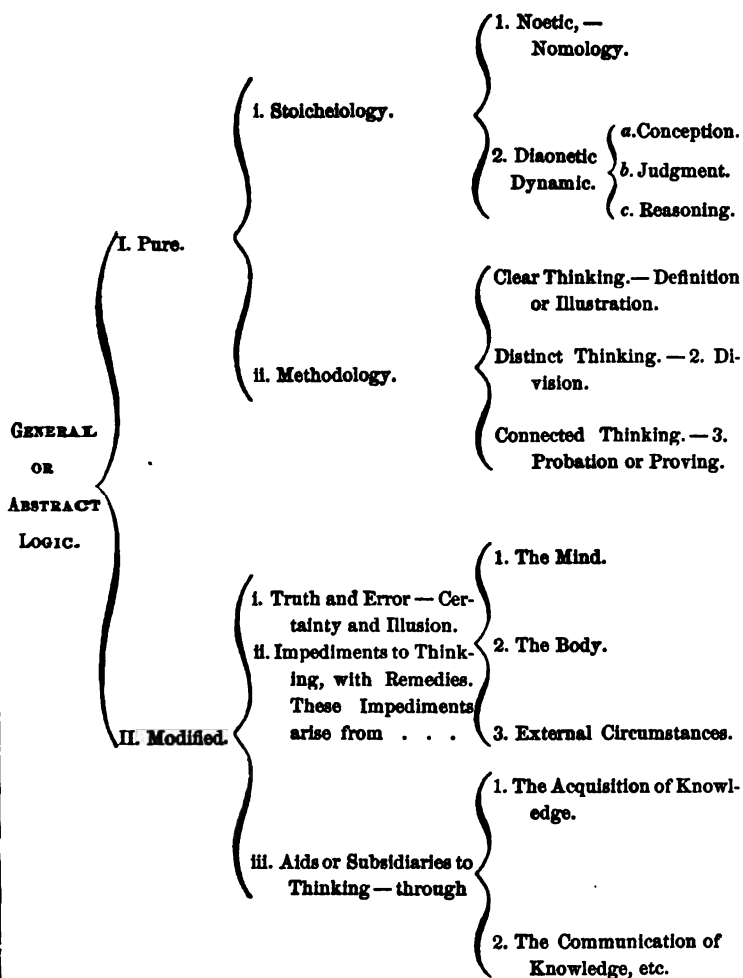 GENERAL
OR
ABSTRACT
LOGIC.
I. Pure.
i. Stoicheiology.
1. Noetic, —
Nomology.
2. Diaonetic
Dynamic.
a. Conception.
b. Judgment.
c. Reasoning.
ii. Methodology.
Clear Thinking. — Definition
or Illustration.
Distinct Thinking. — 2. Di-
vision.
Connected Thinking. — 3.
Probation or Proving.
II. Modified.
i. Truth and Error — Cer-
tainty and Illusion.
ii. Impediments to Think-
ing, with Remedies.
These Impediments
arise from . . .
1. The Mind.
2. The Body.
3. External Circumstances.
iii. Aids or Subsidiaries to
Thinking — through
1. The Acquisition of Knowl-
edge.
2. The Communication of
Knowledge, etc.